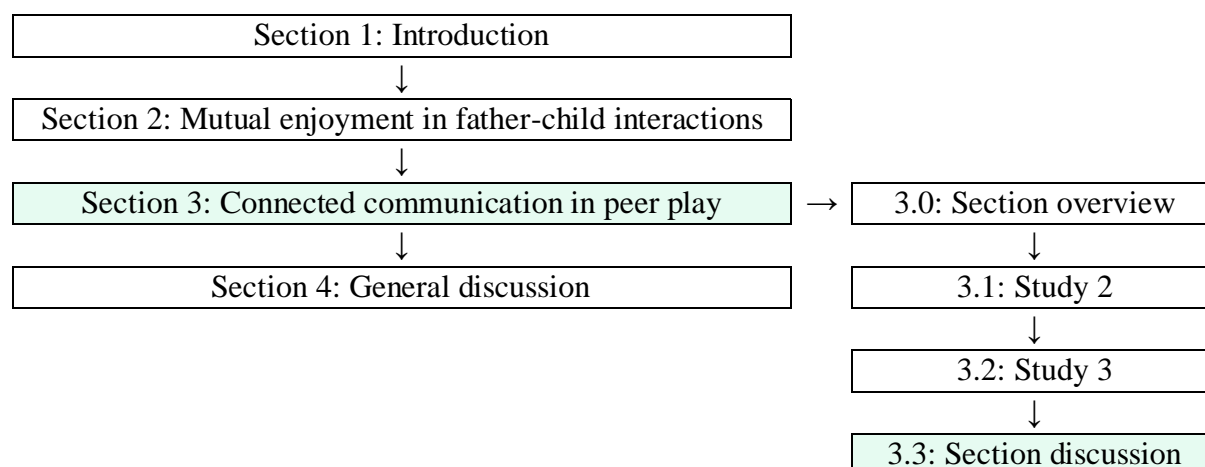 Section 1: Introduction
↓
Section 2: Mutual enjoyment in father-child interactions
↓
Section 3: Connected communication in peer play → 3.0: Section overview
↓ ↓
Section 4: General discussion 3.1: Study 2
↓
3.2: Study 3
↓
3.3: Section discussion